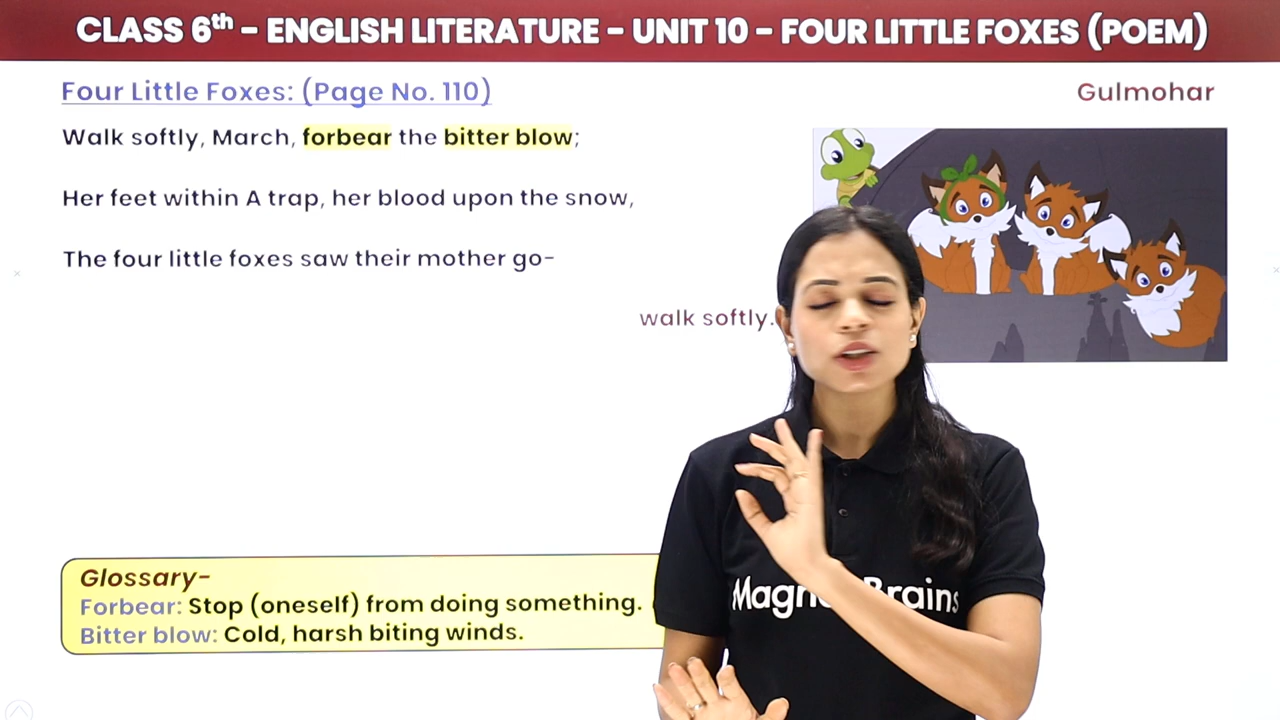 CLASS 6th - ENGLISH LITERATURE - UNIT 10 - FOUR LITTLE FOXES (POEM)
Four Little Foxes: (Page No. 110)
Gulmohar
Walk softly, March, forbear the bitter blow;
Her feet within A trap, her blood upon the snow,
The four little foxes saw their mother go-
walk softly.
Glossary-
Forbear: Stop (oneself) from doing something.
Bitter blow: Cold, harsh biting winds.